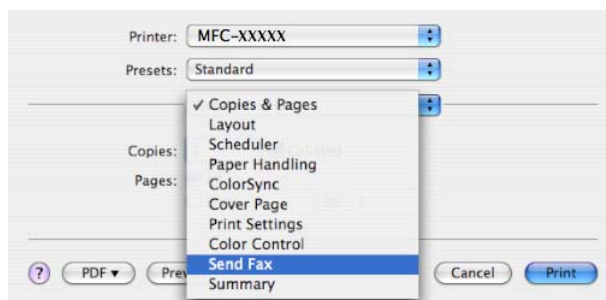 Printer: MFC-XXXXX
Presets: Standard
✓ Copies & Pages
Layout
Copies:
Scheduler
Paper Handling
Pages:
ColorSync
Cover Page
Print Settings
Color Control
Send Fax
Summary
? PDF▼ Cancel Print